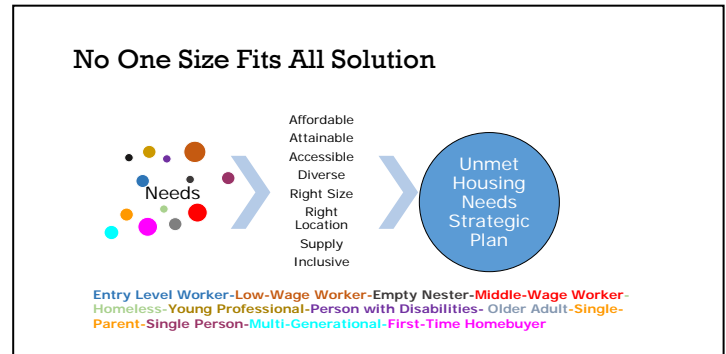 No One Size Fits All Solution
Needs
Affordable
Attainable
Accessible
Diverse
Right Size
Right
Location
Supply
Inclusive
Unmet
Housing
Needs
Strategic
Plan
Entry Level Worker-Low-Wage Worker-Empty Nester-Middle-Wage Worker-
Homeless-Young Professional-Person with Disabilities- Older Adult-Single-
Parent-Single Person-Multi-Generational-First-Time Homebuyer